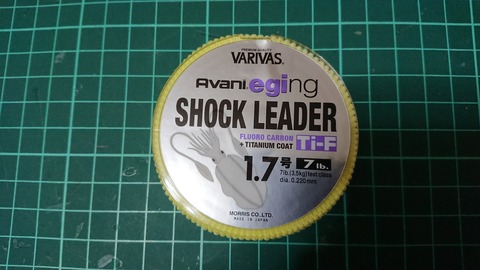 PREMIUM QUALITY
VARIVAS®
Avani eging
SHOCK LEADER
FLUORO CARBON
+ TITANIUM COAT Ti-F
1.7号 7lb.
7lb.(3.5kg)test class
dia. 0.220mm
MORRIS CO.,LTD.
MADE IN JAPAN